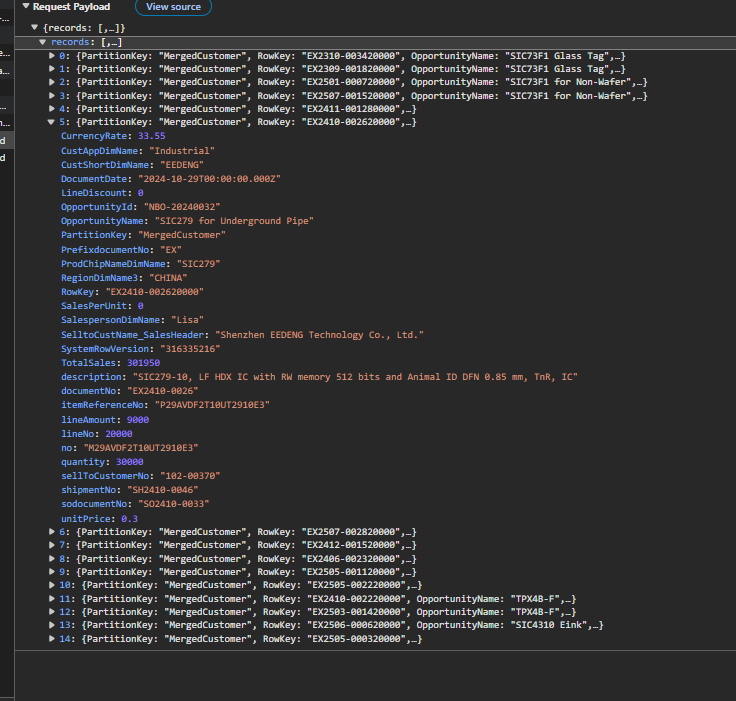 ▼ Request Payload View source
▼ {records: [,…]}
▼ records: [,…]
▶ 0: {PartitionKey: "MergedCustomer", RowKey: "EX2310-003420000", OpportunityName: "SIC73F1 Glass Tag",…}
▶ 1: {PartitionKey: "MergedCustomer", RowKey: "EX2309-001820000", OpportunityName: "SIC73F1 Glass Tag",…}
▶ 2: {PartitionKey: "MergedCustomer", RowKey: "EX2501-000720000", OpportunityName: "SIC73F1 for Non-Wafer",…}
▶ 3: {PartitionKey: "MergedCustomer", RowKey: "EX2507-001520000", OpportunityName: "SIC73F1 for Non-Wafer",…}
▶ 4: {PartitionKey: "MergedCustomer", RowKey: "EX2411-001280000",…}
▼ 5: {PartitionKey: "MergedCustomer", RowKey: "EX2410-002620000",…}
CurrencyRate: 33.55
CustAppDimName: "Industrial"
CustShortDimName: "EEDENG"
DocumentDate: "2024-10-29T00:00:00.000Z"
LineDiscount: 0
OpportunityId: "NBO-20240032"
OpportunityName: "SIC279 for Underground Pipe"
PartitionKey: "MergedCustomer"
PrefixdocumentNo: "EX"
ProdChipNameDimName: "SIC279"
RegionDimName3: "CHINA"
RowKey: "EX2410-002620000"
SalesPerUnit: 0
SalespersonDimName: "Lisa"
SelltoCustName_SalesHeader: "Shenzhen EEDENG Technology Co., Ltd."
SystemRowVersion: "316335216"
TotalSales: 301950
description: "SIC279-10, LF HDX IC with RW memory 512 bits and Animal ID DFN 0.85 mm, TnR, IC"
documentNo: "EX2410-0026"
itemReferenceNo: "P29AVDF2T10UT2910E3"
lineAmount: 9000
lineNo: 20000
no: "M29AVDF2T10UT2910E3"
quantity: 30000
sellToCustomerNo: "102-00370"
shipmentNo: "SH2410-0046"
sodocumentNo: "SO2410-0033"
unitPrice: 0.3
▶ 6: {PartitionKey: "MergedCustomer", RowKey: "EX2507-002820000",…}
▶ 7: {PartitionKey: "MergedCustomer", RowKey: "EX2412-001520000",…}
▶ 8: {PartitionKey: "MergedCustomer", RowKey: "EX2406-002320000",…}
▶ 9: {PartitionKey: "MergedCustomer", RowKey: "EX2505-001120000",…}
▶ 10: {PartitionKey: "MergedCustomer", RowKey: "EX2505-002220000",…}
▶ 11: {PartitionKey: "MergedCustomer", RowKey: "EX2410-002220000", OpportunityName: "TPX4B-F",…}
▶ 12: {PartitionKey: "MergedCustomer", RowKey: "EX2503-001420000", OpportunityName: "TPX4B-F",…}
▶ 13: {PartitionKey: "MergedCustomer", RowKey: "EX2506-000620000", OpportunityName: "SIC4310 Eink",…}
▶ 14: {PartitionKey: "MergedCustomer", RowKey: "EX2505-000320000",…}